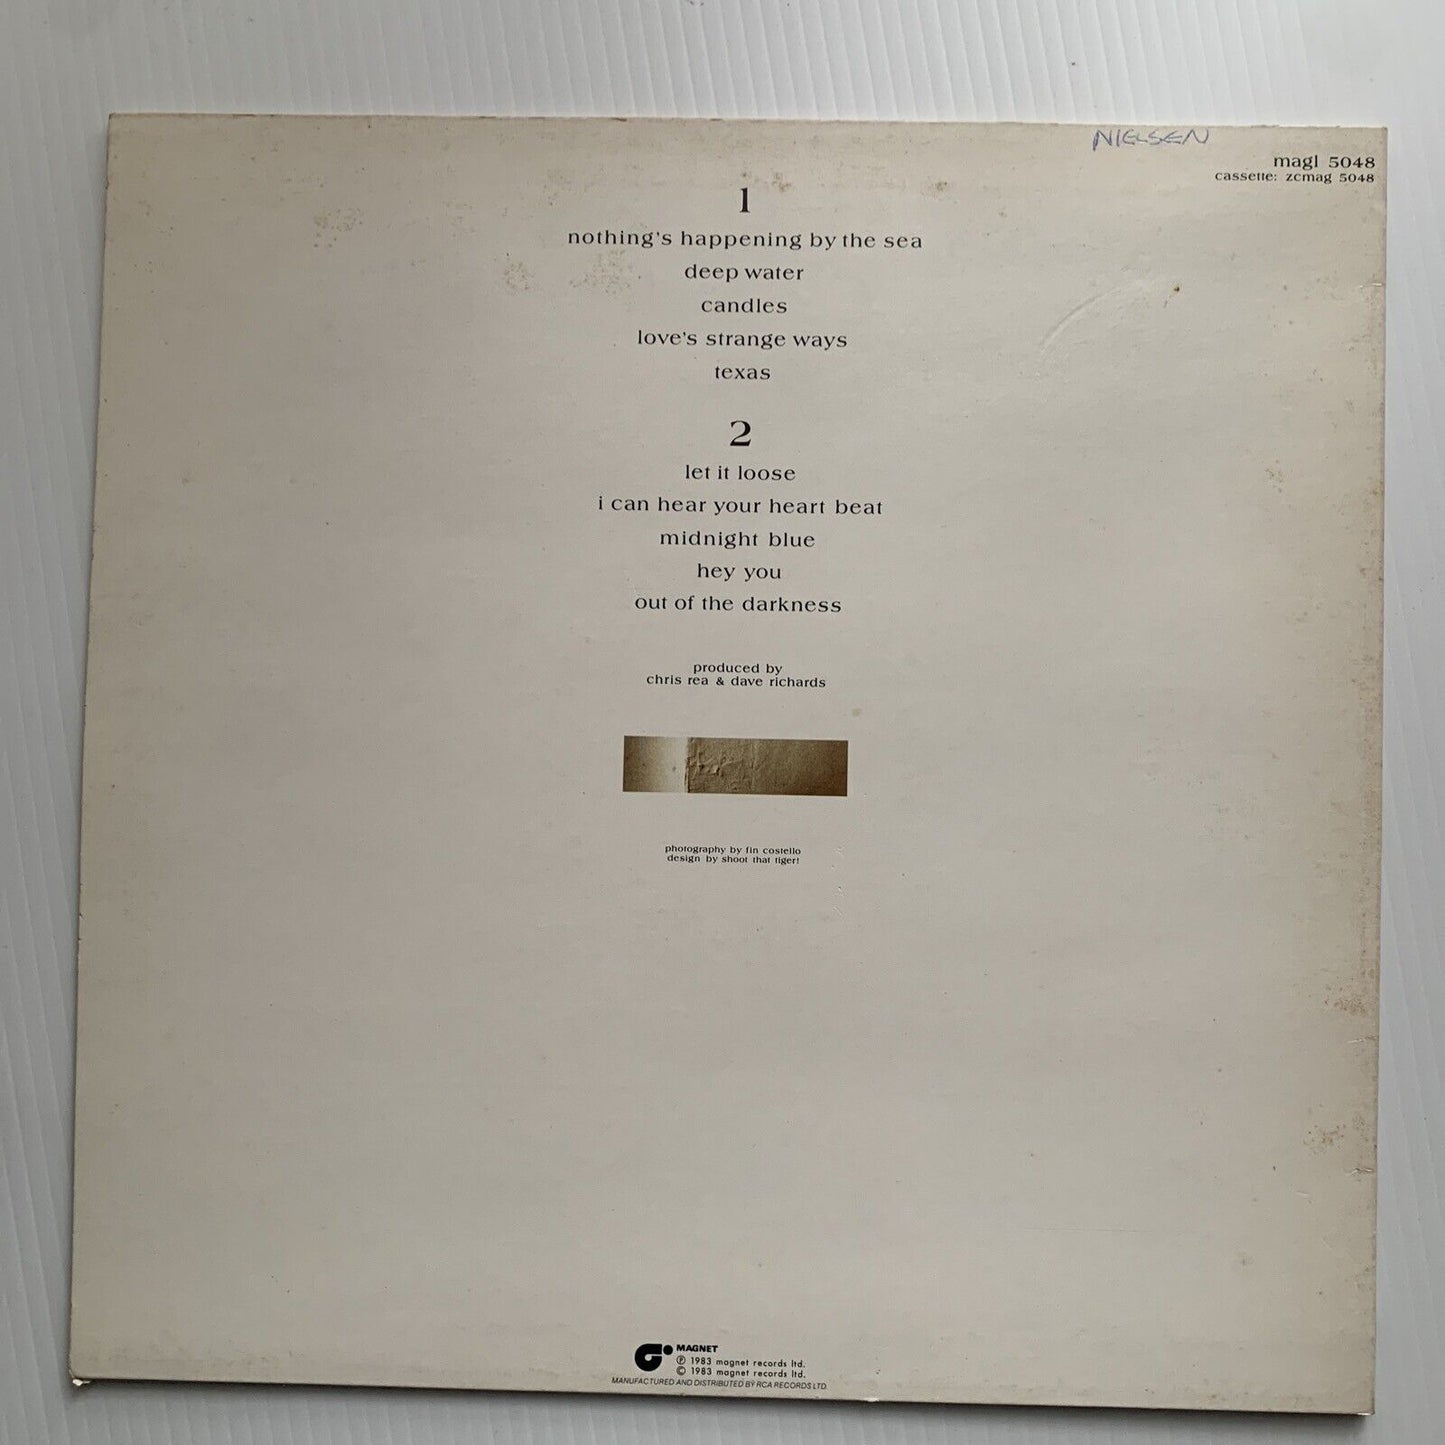 NIELSEN
magl 5048
cassette: zcmag 5048
1
nothing's happening by the sea
deep water
candles
love's strange ways
texas
2
let it loose
i can hear your heart beat
midnight blue
hey you
out of the darkness
produced by
chris rea & dave richards
photography by fin costello
design by shoot that tiger!
MAGNET
℗ 1983 magnet records ltd.
© 1983 magnet records ltd.
MANUFACTURED AND DISTRIBUTED BY RCA RECORDS LTD.